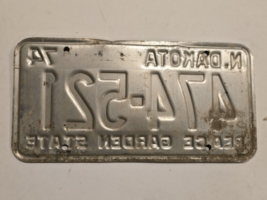 N. DAKOTA 74
474-521
PEACE GARDEN STATE